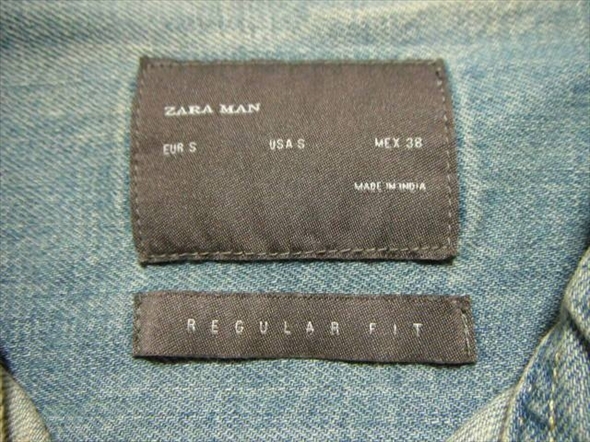 ZARA MAN
EUR S USA S MEX 38
MADE IN INDIA
REGULAR FIT